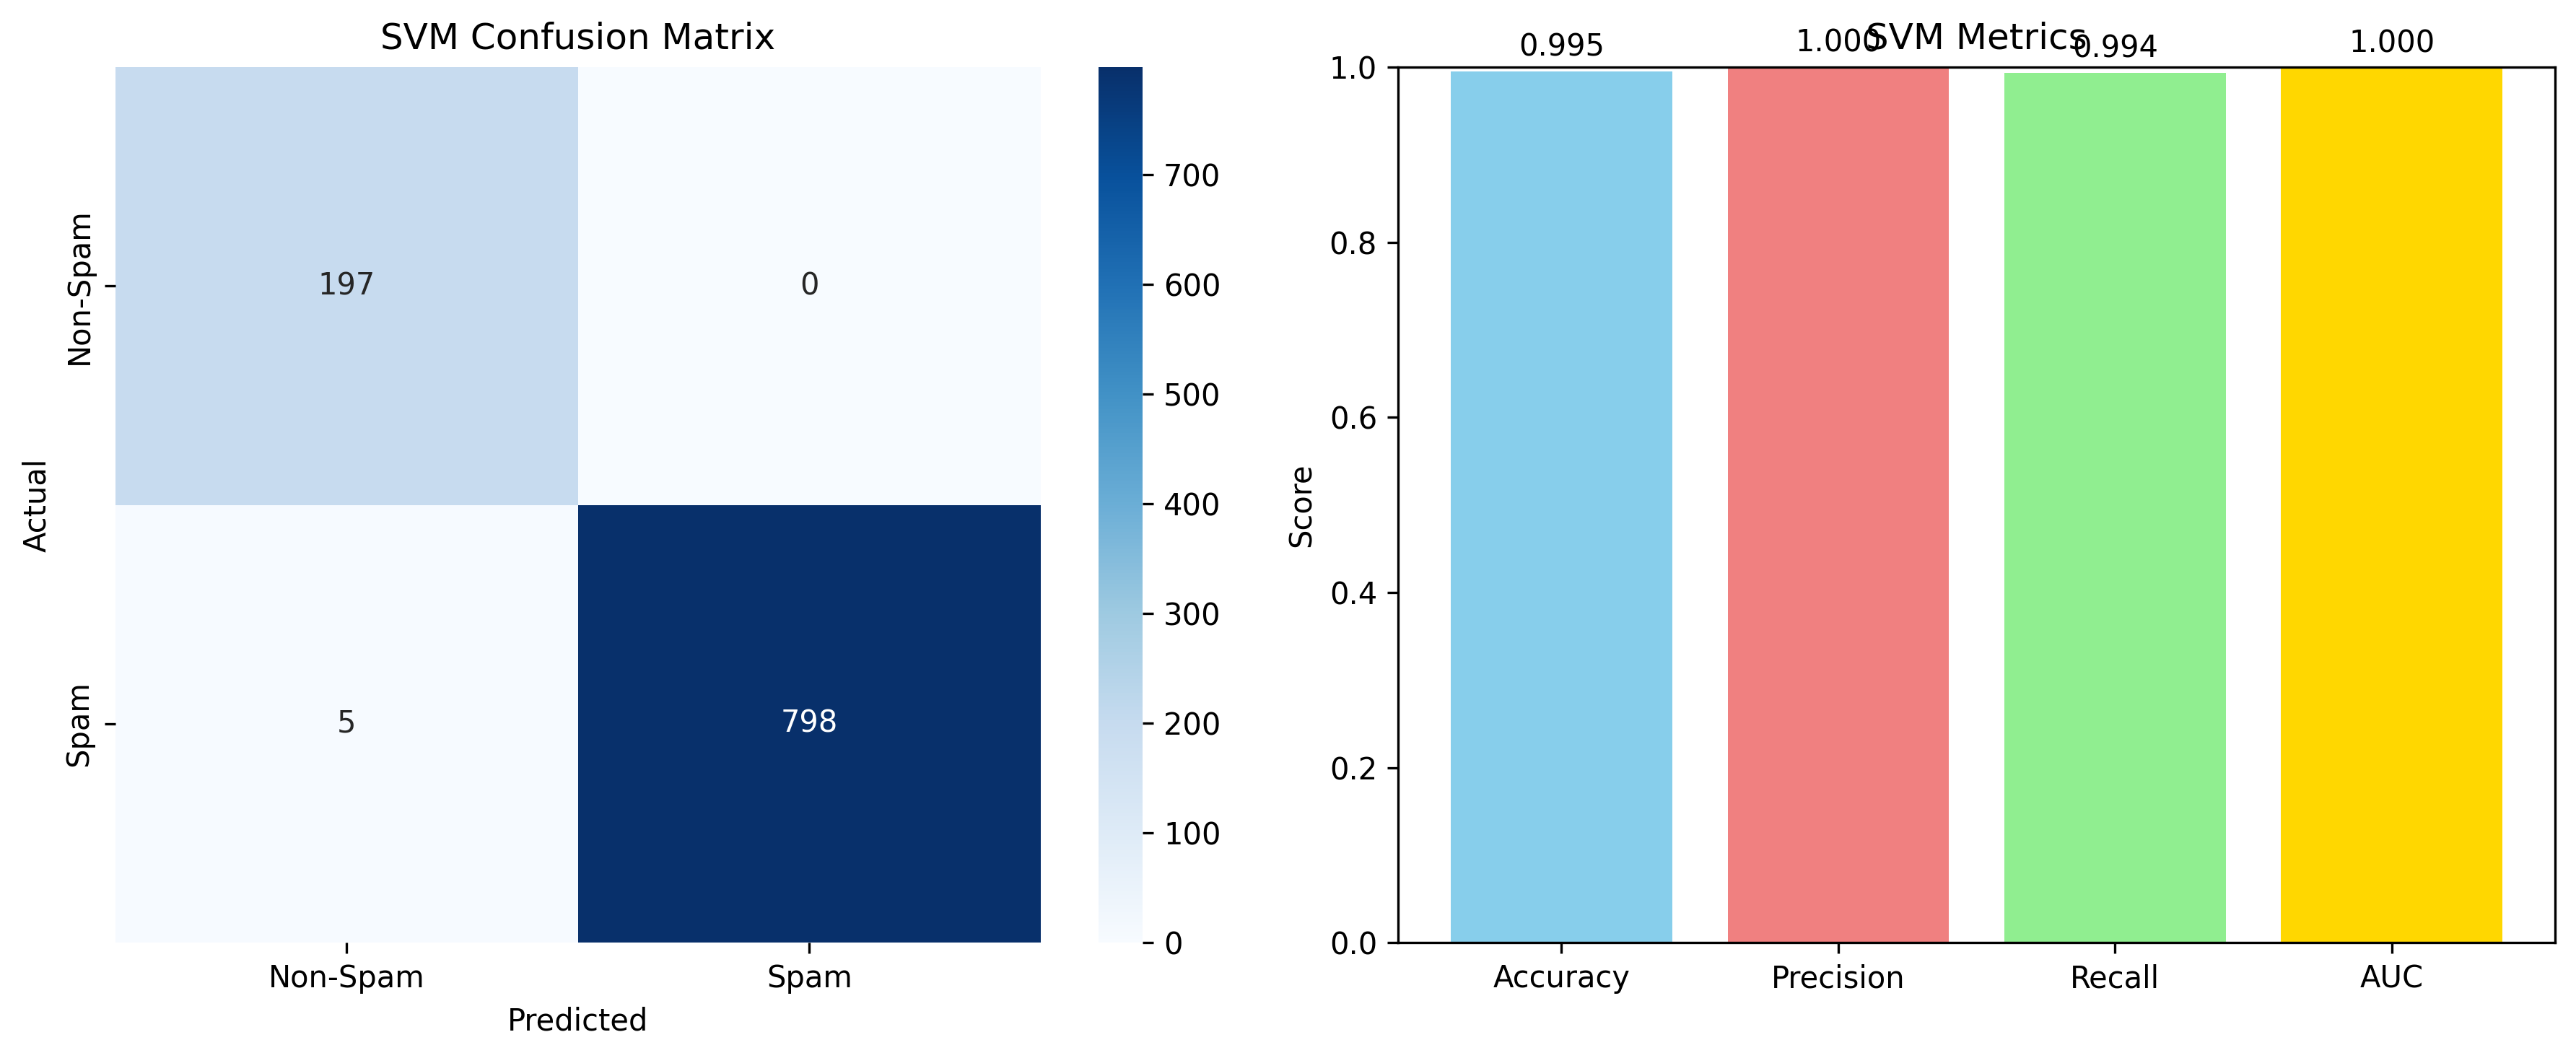 SVM Confusion Matrix
Actual
Non-Spam
Spam
197
0
5
798
Non-Spam
Spam
Predicted
700
600
500
400
300
200
100
0
SVM Metrics
0.995
1.000
0.994
1.000
Score
1.0
0.8
0.6
0.4
0.2
0.0
Accuracy
Precision
Recall
AUC